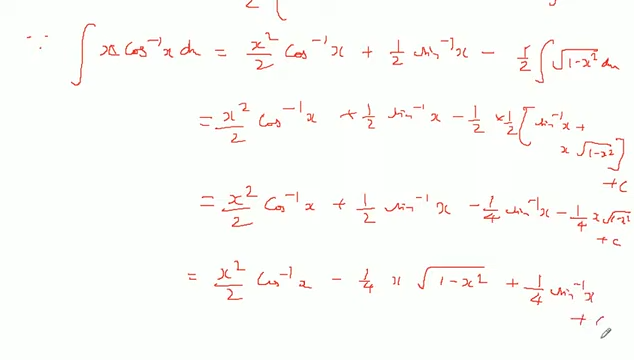 2
∵ ∫ x cos⁻¹x dx = x²/2 cos⁻¹x + 1/2 sin⁻¹x − 1/2 ∫ √(1−x²) dx
= x²/2 cos⁻¹x + 1/2 sin⁻¹x − 1/2 × 1/2 [sin⁻¹x + x √(1−x²)] + C
= x²/2 cos⁻¹x + 1/2 sin⁻¹x − 1/4 sin⁻¹x − 1/4 x √(1−x²) + C
= x²/2 cos⁻¹x − 1/4 x √(1−x²) + 1/4 sin⁻¹x + C